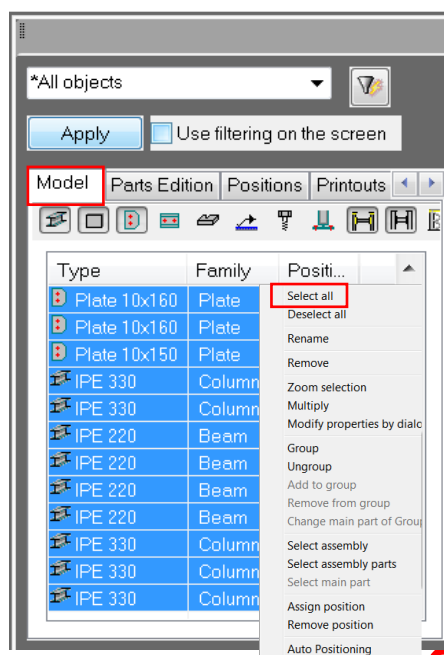 *All objects
Apply
Use filtering on the screen
Model Parts Edition Positions Printouts
Type Family Positi...
Plate 10x160 Plate
Plate 10x160 Plate
Plate 10x150 Plate
IPE 330 Column
IPE 330 Column
IPE 220 Beam
IPE 220 Beam
IPE 220 Beam
IPE 220 Beam
IPE 330 Column
IPE 330 Column
IPE 330 Column
Select all
Deselect all
Rename
Remove
Zoom selection
Multiply
Modify properties by dialo
Group
Ungroup
Add to group
Remove from group
Change main part of Group
Select assembly
Select assembly parts
Select main part
Assign position
Remove position
Auto Positioning